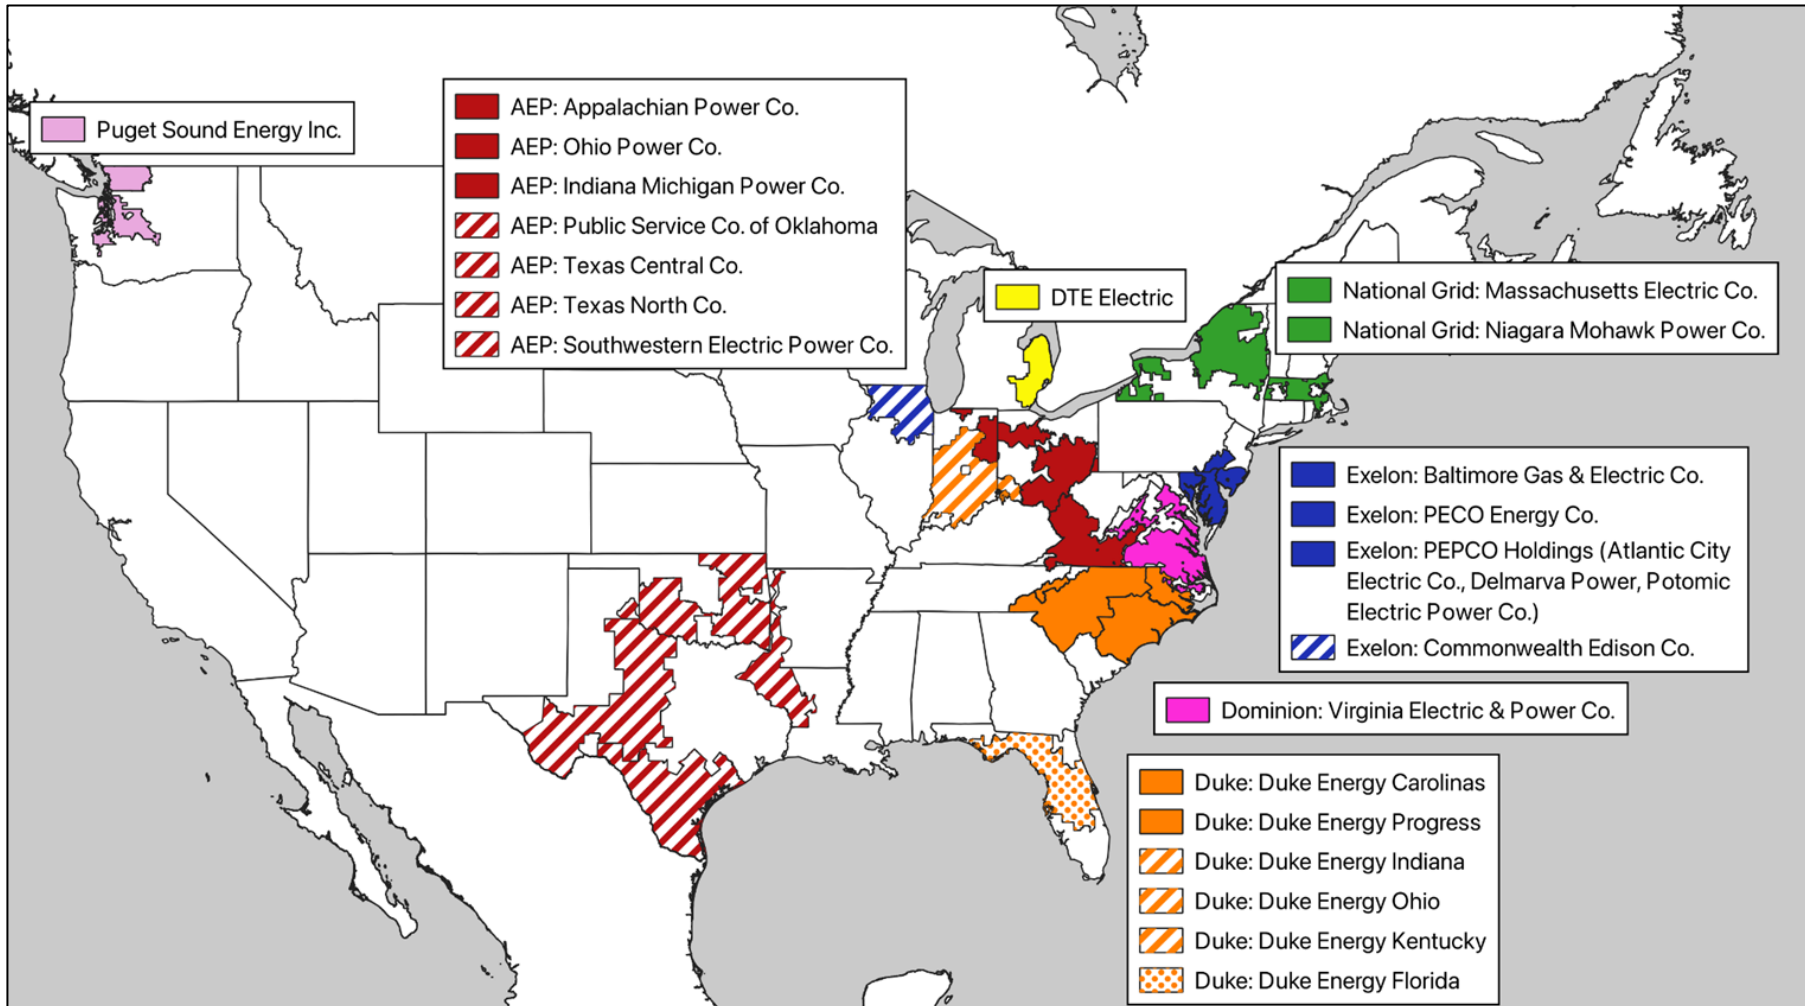 Puget Sound Energy Inc.
AEP: Appalachian Power Co.
AEP: Ohio Power Co.
AEP: Indiana Michigan Power Co.
AEP: Public Service Co. of Oklahoma
AEP: Texas Central Co.
AEP: Texas North Co.
AEP: Southwestern Electric Power Co.
DTE Electric
National Grid: Massachusetts Electric Co.
National Grid: Niagara Mohawk Power Co.
Exelon: Baltimore Gas & Electric Co.
Exelon: PECO Energy Co.
Exelon: PEPCO Holdings (Atlantic City
Electric Co., Delmarva Power, Potomic
Electric Power Co.)
Exelon: Commonwealth Edison Co.
Dominion: Virginia Electric & Power Co.
Duke: Duke Energy Carolinas
Duke: Duke Energy Progress
Duke: Duke Energy Indiana
Duke: Duke Energy Ohio
Duke: Duke Energy Kentucky
Duke: Duke Energy Florida